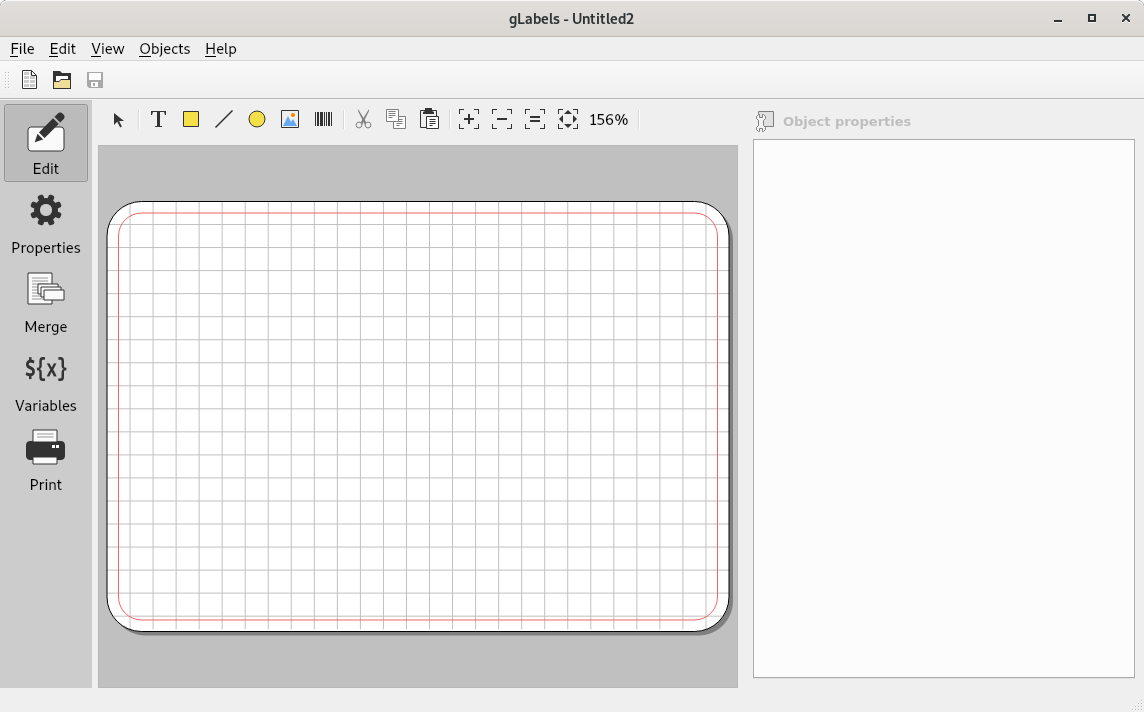 gLabels - Untitled2
File Edit View Objects Help
T 156%
Object properties
Edit
Properties
Merge
${x}
Variables
Print